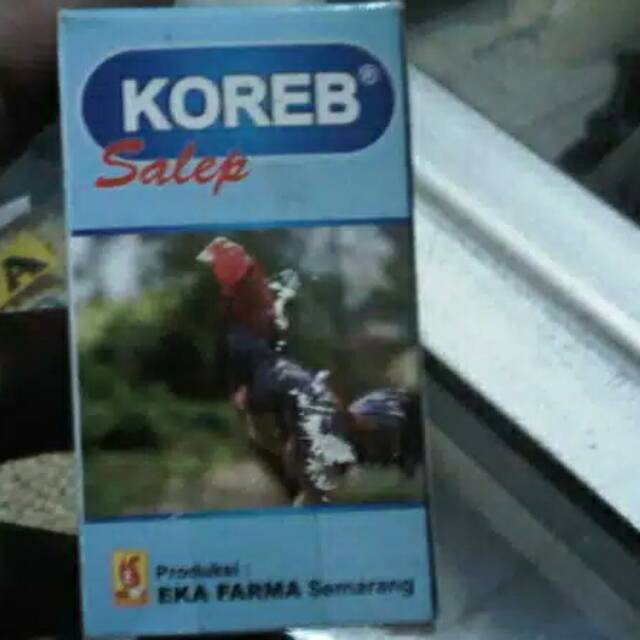 KOREB®
Salep
Produksi :
EKA FARMA Semarang
A